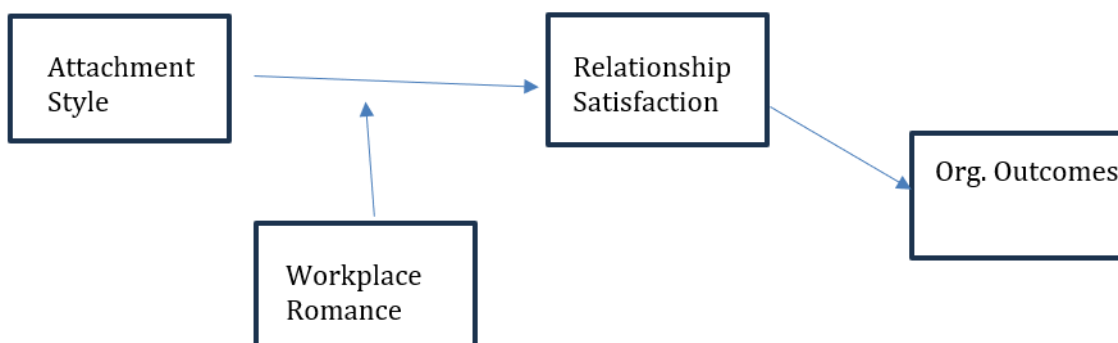 Attachment
Style
Relationship
Satisfaction
Org. Outcomes
Workplace
Romance